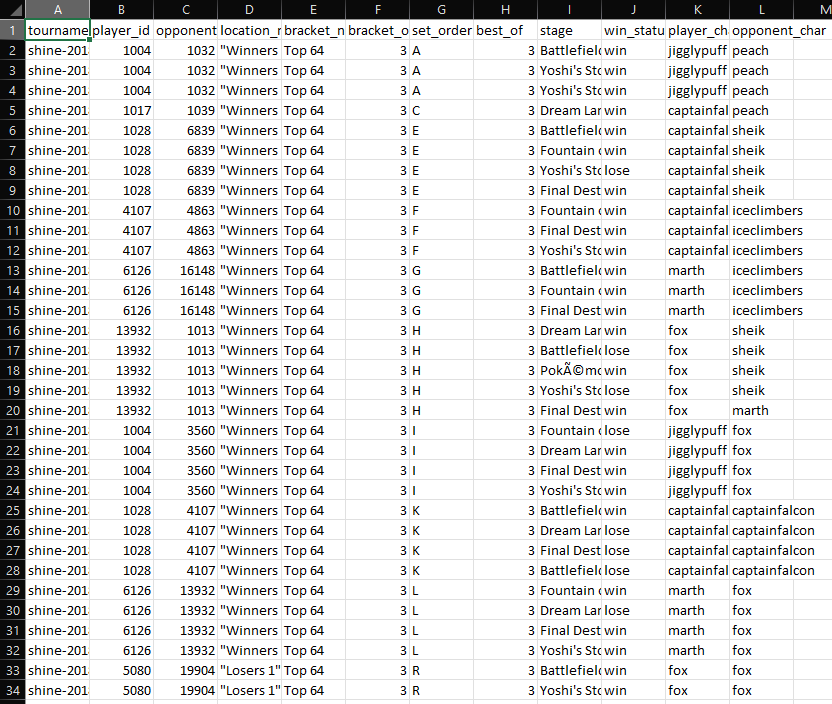 A B C D E F G H I J K L M
1 tourname player_id opponent location_r bracket_n bracket_o set_order best_of stage win_statu player_cha opponent_char
2 shine-201 1004 1032 "Winners Top 64 3 A 3 Battlefield win jigglypuff peach
3 shine-201 1004 1032 "Winners Top 64 3 A 3 Yoshi's Sto win jigglypuff peach
4 shine-201 1004 1032 "Winners Top 64 3 A 3 Yoshi's Sto win jigglypuff peach
5 shine-201 1017 1039 "Winners Top 64 3 C 3 Dream Lan win captainfal peach
6 shine-201 1028 6839 "Winners Top 64 3 E 3 Battlefield win captainfal sheik
7 shine-201 1028 6839 "Winners Top 64 3 E 3 Fountain o win captainfal sheik
8 shine-201 1028 6839 "Winners Top 64 3 E 3 Yoshi's Sto lose captainfal sheik
9 shine-201 1028 6839 "Winners Top 64 3 E 3 Final Dest win captainfal sheik
10 shine-201 4107 4863 "Winners Top 64 3 F 3 Fountain o win captainfal iceclimbers
11 shine-201 4107 4863 "Winners Top 64 3 F 3 Final Dest win captainfal iceclimbers
12 shine-201 4107 4863 "Winners Top 64 3 F 3 Yoshi's Sto win captainfal iceclimbers
13 shine-201 6126 16148 "Winners Top 64 3 G 3 Battlefield win marth iceclimbers
14 shine-201 6126 16148 "Winners Top 64 3 G 3 Fountain o win marth iceclimbers
15 shine-201 6126 16148 "Winners Top 64 3 G 3 Final Dest win marth iceclimbers
16 shine-201 13932 1013 "Winners Top 64 3 H 3 Dream Lan win fox sheik
17 shine-201 13932 1013 "Winners Top 64 3 H 3 Battlefield lose fox sheik
18 shine-201 13932 1013 "Winners Top 64 3 H 3 PokÃ©mo win fox sheik
19 shine-201 13932 1013 "Winners Top 64 3 H 3 Yoshi's Sto lose fox sheik
20 shine-201 13932 1013 "Winners Top 64 3 H 3 Final Dest win fox marth
21 shine-201 1004 3560 "Winners Top 64 3 I 3 Fountain o lose jigglypuff fox
22 shine-201 1004 3560 "Winners Top 64 3 I 3 Dream Lan win jigglypuff fox
23 shine-201 1004 3560 "Winners Top 64 3 I 3 Final Dest win jigglypuff fox
24 shine-201 1004 3560 "Winners Top 64 3 I 3 Yoshi's Sto win jigglypuff fox
25 shine-201 1028 4107 "Winners Top 64 3 K 3 Battlefield win captainfal captainfalcon
26 shine-201 1028 4107 "Winners Top 64 3 K 3 Dream Lan lose captainfal captainfalcon
27 shine-201 1028 4107 "Winners Top 64 3 K 3 Final Dest lose captainfal captainfalcon
28 shine-201 1028 4107 "Winners Top 64 3 K 3 Battlefield lose captainfal captainfalcon
29 shine-201 6126 13932 "Winners Top 64 3 L 3 Fountain o win marth fox
30 shine-201 6126 13932 "Winners Top 64 3 L 3 Dream Lan lose marth fox
31 shine-201 6126 13932 "Winners Top 64 3 L 3 Final Dest win marth fox
32 shine-201 6126 13932 "Winners Top 64 3 L 3 Yoshi's Sto win marth fox
33 shine-201 5080 19904 "Losers 1" Top 64 3 R 3 Battlefield win fox fox
34 shine-201 5080 19904 "Losers 1" Top 64 3 R 3 Yoshi's Sto win fox fox